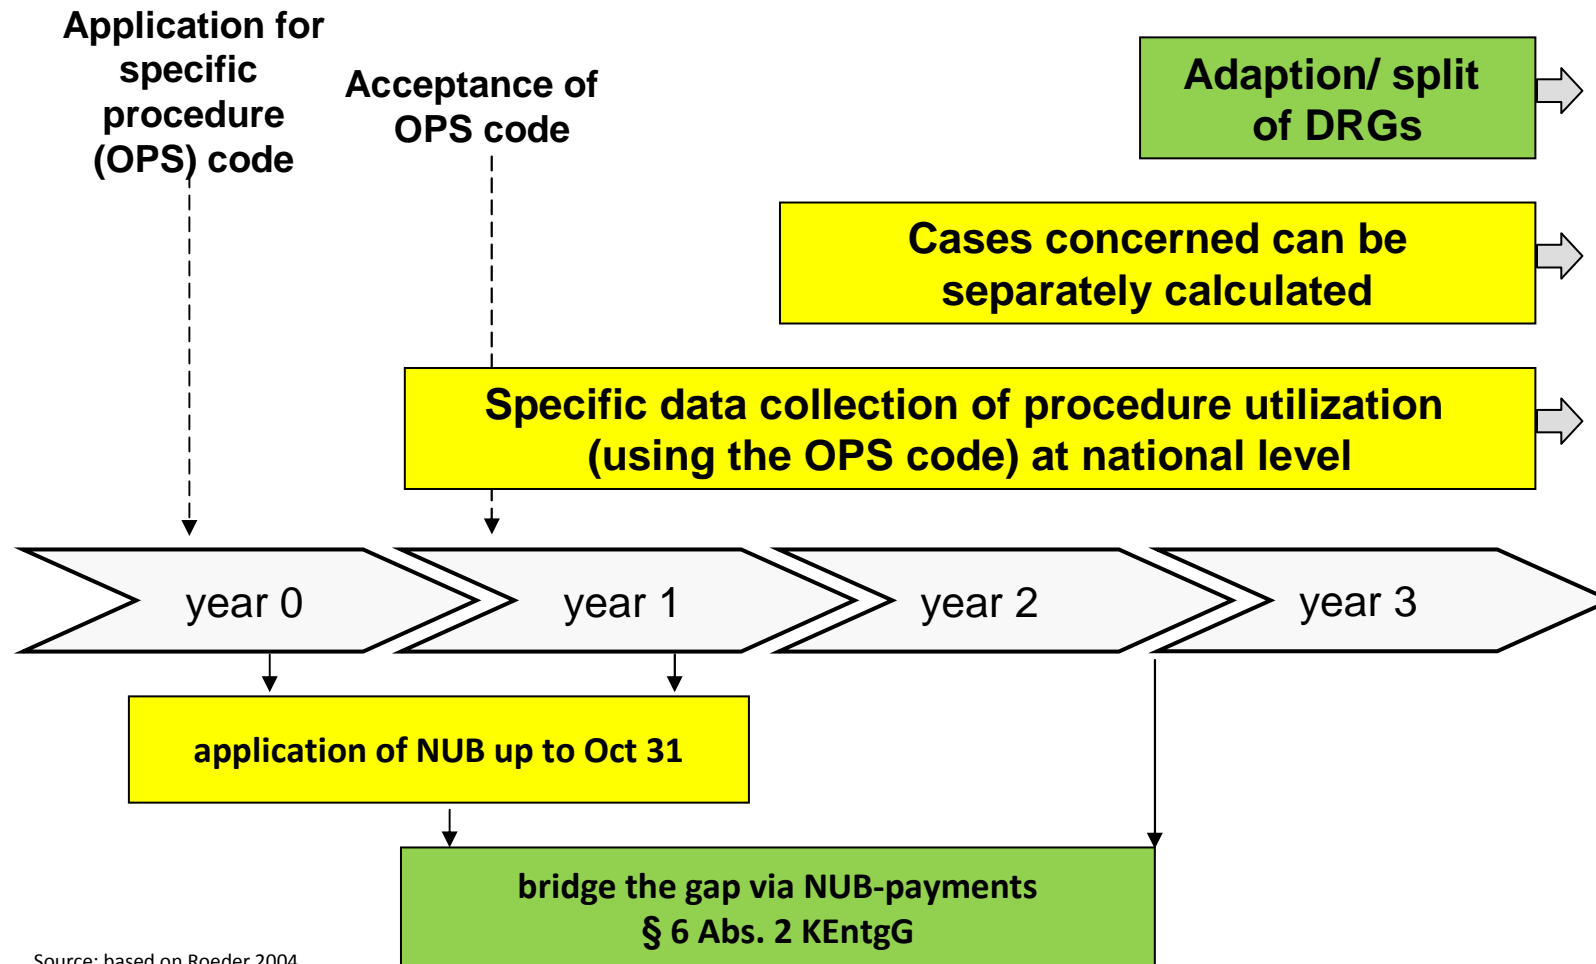 Application for
specific
procedure
(OPS) code
Acceptance of
OPS code
Adaption/ split
of DRGs
Cases concerned can be
separately calculated
Specific data collection of procedure utilization
(using the OPS code) at national level
year 0
year 1
year 2
year 3
application of NUB up to Oct 31
bridge the gap via NUB-payments
§ 6 Abs. 2 KEntgG
Source: based on Roeder 2004